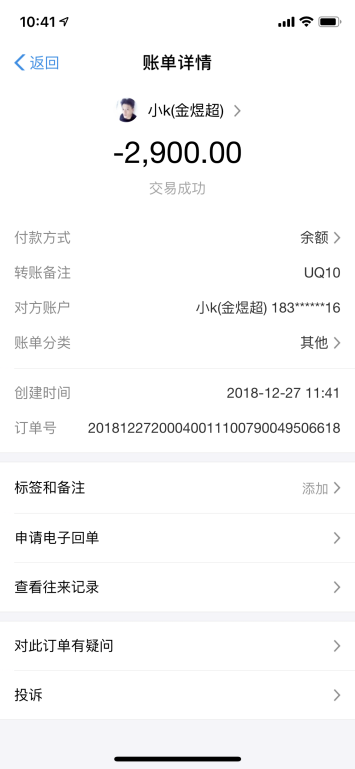 10:41
返回 账单详情
小k(金煜超)
-2,900.00
交易成功
付款方式 余额
转账备注 UQ10
对方账户 小k(金煜超) 183******16
账单分类 其他
创建时间 2018-12-27 11:41
订单号 20181227200040011100790049506618
标签和备注 添加
申请电子回单
查看往来记录
对此订单有疑问
投诉